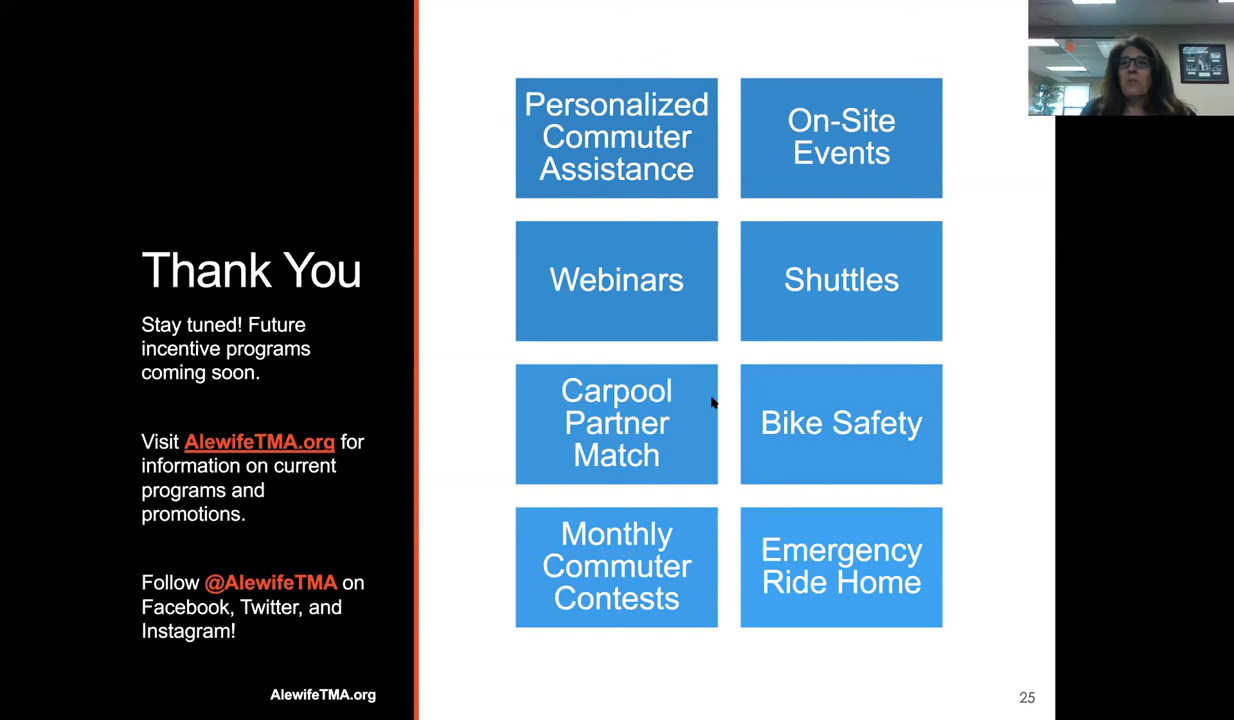 Thank You
Stay tuned! Future
incentive programs
coming soon.
Visit AlewifeTMA.org for
information on current
programs and
promotions.
Follow @AlewifeTMA on
Facebook, Twitter, and
Instagram!
AlewifeTMA.org
Personalized
Commuter
Assistance
On-Site
Events
Webinars
Shuttles
Carpool
Partner
Match
Bike Safety
Monthly
Commuter
Contests
Emergency
Ride Home
25